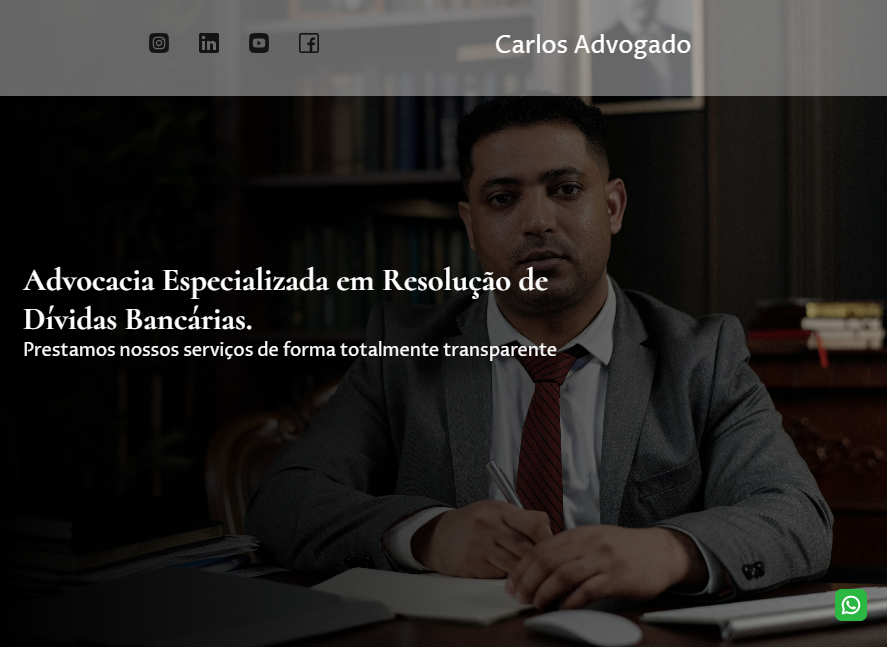 Carlos Advogado
Advocacia Especializada em Resolução de
Dívidas Bancárias.
Prestamos nossos serviços de forma totalmente transparente